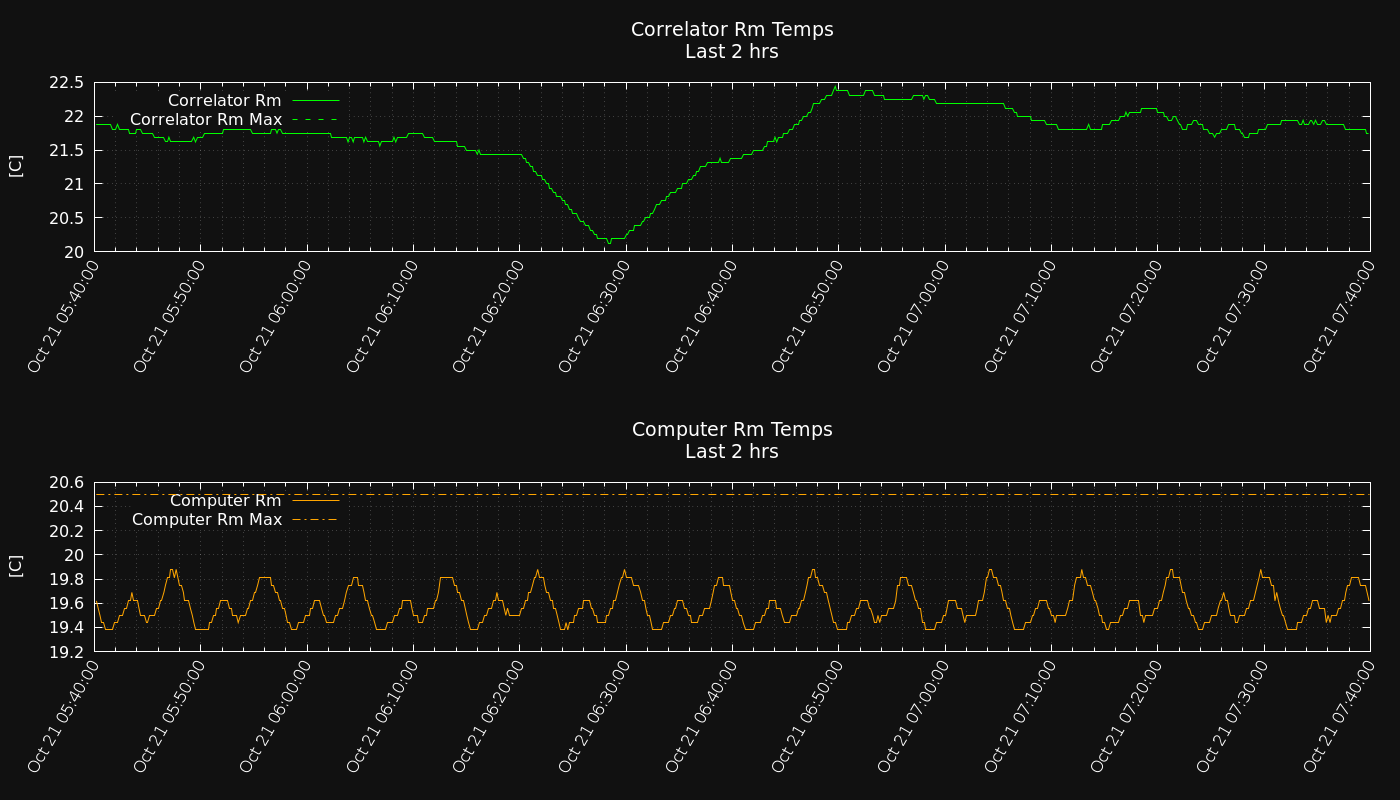 Correlator Rm Temps
Last 2 hrs
22.5
22
21.5
21
20.5
20
[C]
Correlator Rm
Correlator Rm Max
Oct 21 05:40:00
Oct 21 05:50:00
Oct 21 06:00:00
Oct 21 06:10:00
Oct 21 06:20:00
Oct 21 06:30:00
Oct 21 06:40:00
Oct 21 06:50:00
Oct 21 07:00:00
Oct 21 07:10:00
Oct 21 07:20:00
Oct 21 07:30:00
Oct 21 07:40:00
Computer Rm Temps
Last 2 hrs
20.6
20.4
20.2
20
19.8
19.6
19.4
19.2
[C]
Computer Rm
Computer Rm Max
Oct 21 05:40:00
Oct 21 05:50:00
Oct 21 06:00:00
Oct 21 06:10:00
Oct 21 06:20:00
Oct 21 06:30:00
Oct 21 06:40:00
Oct 21 06:50:00
Oct 21 07:00:00
Oct 21 07:10:00
Oct 21 07:20:00
Oct 21 07:30:00
Oct 21 07:40:00